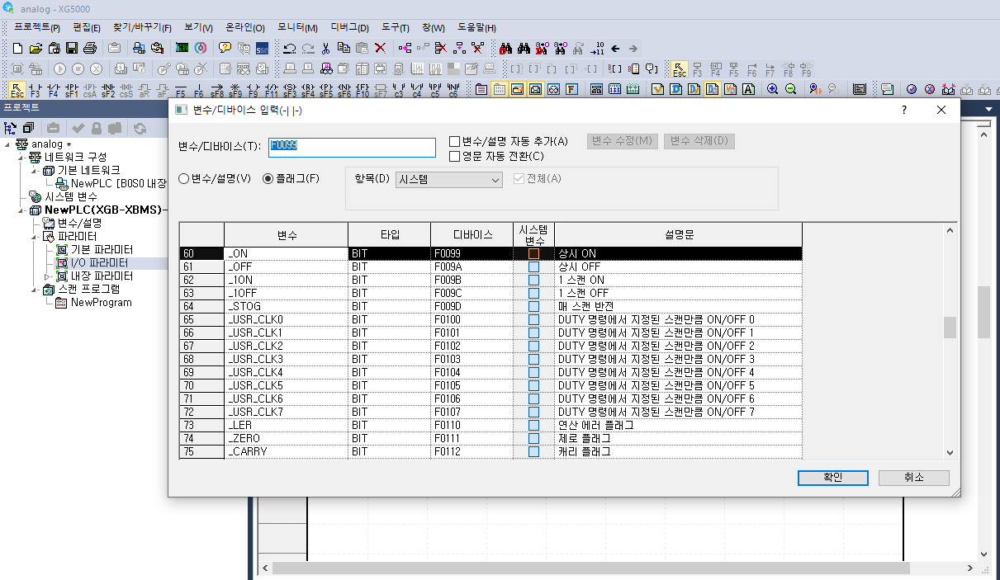 analog - XG5000
프로젝트(P) 편집(E) 찾기/바꾸기(F) 보기(V) 온라인(O) 모니터(M) 디버그(D) 도구(T) 창(W) 도움말(H)
Esc F3 F4 sF1 csA sF2 csS aR aF F5 F6 sF8 sF9 F9 F11 sF3 sF4 sF5 sF6 F10 sF7 c3 c4 c5 c6
프로젝트
analog *
네트워크 구성
기본 네트워크
NewPLC [B0S0 내장
시스템 변수
NewPLC(XGB-XBMS)-
변수/설명
파라미터
기본 파라미터
I/O 파라미터
내장 파라미터
스캔 프로그램
NewProgram
변수/디바이스 입력(-| |-)
변수/디바이스(T): F0099
변수/설명 자동 추가(A) 변수 수정(M) 변수 삭제(D)
영문 자동 전환(C)
변수/설명(V) 플래그(F) 항목(D) 시스템 전체(A)
변수 타입 디바이스 시스템 변수 설명문
60 _ON BIT F0099 상시 ON
61 _OFF BIT F009A 상시 OFF
62 _1ON BIT F009B 1 스캔 ON
63 _1OFF BIT F009C 1 스캔 OFF
64 _STOG BIT F009D 매 스캔 반전
65 _USR_CLK0 BIT F0100 DUTY 명령에서 지정된 스캔만큼 ON/OFF 0
66 _USR_CLK1 BIT F0101 DUTY 명령에서 지정된 스캔만큼 ON/OFF 1
67 _USR_CLK2 BIT F0102 DUTY 명령에서 지정된 스캔만큼 ON/OFF 2
68 _USR_CLK3 BIT F0103 DUTY 명령에서 지정된 스캔만큼 ON/OFF 3
69 _USR_CLK4 BIT F0104 DUTY 명령에서 지정된 스캔만큼 ON/OFF 4
70 _USR_CLK5 BIT F0105 DUTY 명령에서 지정된 스캔만큼 ON/OFF 5
71 _USR_CLK6 BIT F0106 DUTY 명령에서 지정된 스캔만큼 ON/OFF 6
72 _USR_CLK7 BIT F0107 DUTY 명령에서 지정된 스캔만큼 ON/OFF 7
73 _LER BIT F0110 연산 에러 플래그
74 _ZERO BIT F0111 제로 플래그
75 _CARRY BIT F0112 캐리 플래그
확인 취소